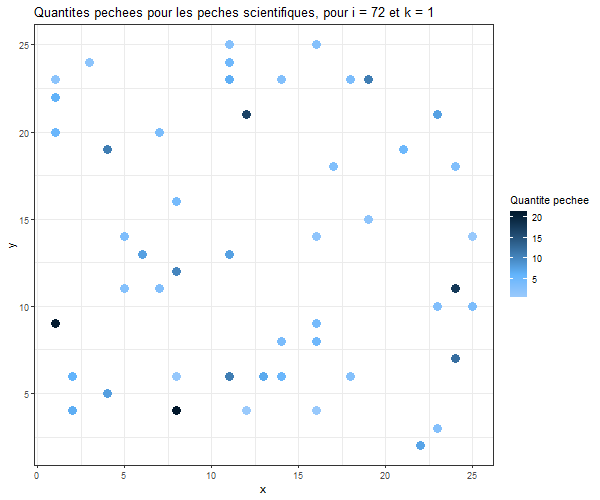 Quantites pechees pour les peches scientifiques, pour i = 72 et k = 1
25
20
15
10
5
y
0 5 10 15 20 25
x
Quantite pechee
20
15
10
5